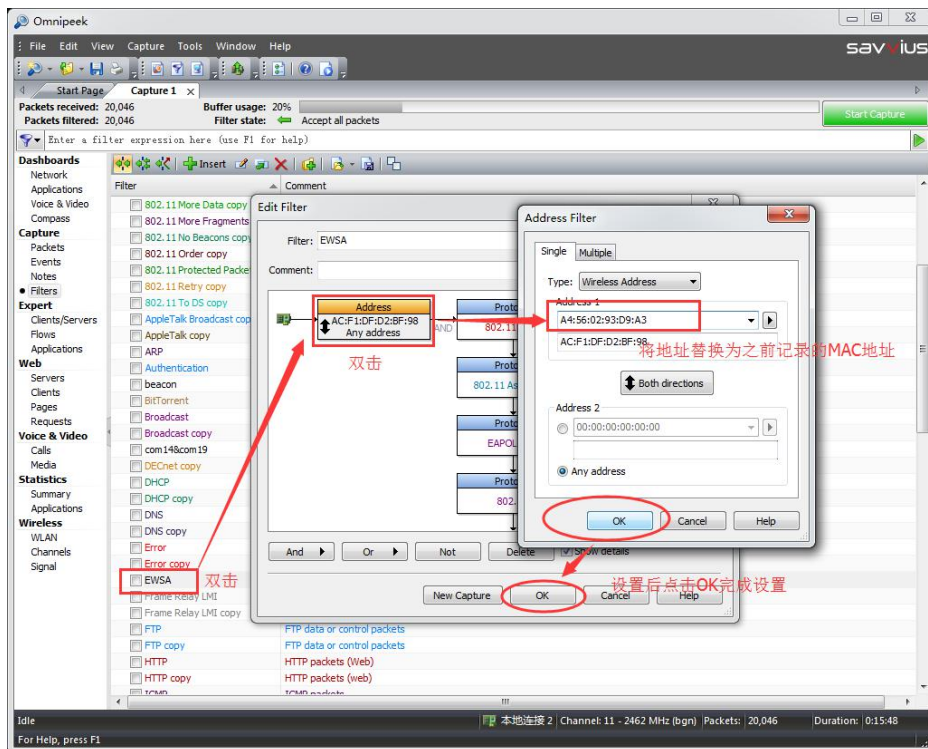 Omnipeek
File Edit View Capture Tools Window Help
savvius
Start Page Capture 1
Packets received: 20,046 Buffer usage: 20%
Packets filtered: 20,046 Filter state: Accept all packets
Start Capture
Enter a filter expression here (use F1 for help)
Dashboards
Network
Applications
Voice & Video
Compass
Capture
Packets
Events
Notes
Filters
Expert
Clients/Servers
Flows
Applications
Web
Servers
Clients
Pages
Requests
Voice & Video
Calls
Media
Statistics
Summary
Applications
Wireless
WLAN
Channels
Signal
Insert
Filter Comment
802.11 More Data copy
802.11 More Fragments
802.11 No Beacons copy
802.11 Order copy
802.11 Protected Packe
802.11 Retry copy
802.11 To DS copy
AppleTalk Broadcast cop
AppleTalk copy
ARP
Authentication
beacon
BitTorrent
Broadcast
Broadcast copy
com14&com19
DECnet copy
DHCP
DHCP copy
DNS
DNS copy
Error
Error copy
EWSA
双击
Frame Relay LMI
Frame Relay LMI copy
FTP FTP data or control packets
FTP copy FTP data or control packets
HTTP HTTP packets (Web)
HTTP copy HTTP packets (web)
ICMP ICMP packets
Edit Filter
Filter: EWSA
Comment:
Address
AC:F1:DF:D2:BF:98
Any address
双击
AND
Proto
802.11
Proto
802.11 As
Proto
EAPOL
Proto
802.
And Or Not Delete Show details
New Capture OK Cancel Help
设置后点击OK完成设置
Address Filter
Single Multiple
Type: Wireless Address
Address 1
A4:56:02:93:D9:A3
AC:F1:DF:D2:BF:98
将地址替换为之前记录的MAC地址
Both directions
Address 2
00:00:00:00:00:00
Any address
OK Cancel Help
Idle 本地连接 2 Channel: 11 - 2462 MHz (bgn) Packets: 20,046 Duration: 0:15:48
For Help, press F1